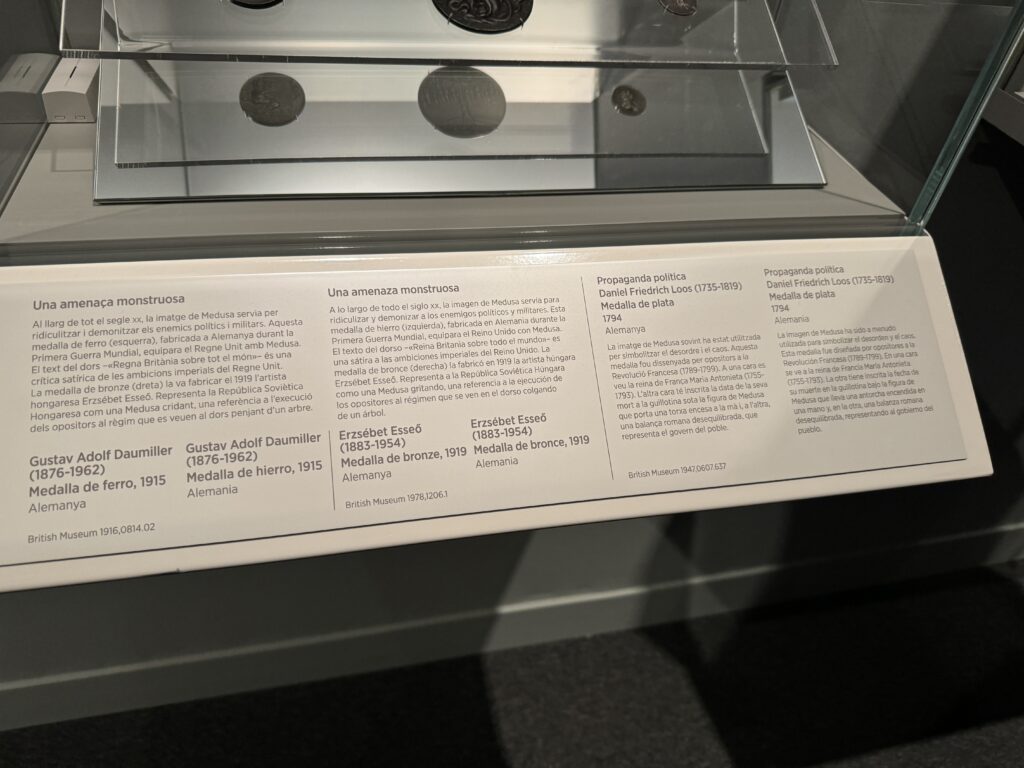 Una amenaça monstruosa
Al llarg de tot el segle XX, la imatge de Medusa servia per
ridiculitzar i demonitzar els enemics polítics i militars. Aquesta
medalla de ferro (esquerra), fabricada a Alemanya durant la
Primera Guerra Mundial, equipara el Regne Unit amb Medusa.
El text del dors –«Regna Britània sobre tot el món»– és una
crítica satírica de les ambicions imperials del Regne Unit.
La medalla de bronze (dreta) la va fabricar el 1919 l'artista
hongaresa Erzsébet Esseő. Representa la República Soviètica
Hongaresa com una Medusa cridant, una referència a l'execució
dels opositors al règim que es veuen al dors penjant d'un arbre.
Gustav Adolf Daumiller
(1876-1962)
Medalla de ferro, 1915
Alemanya
Gustav Adolf Daumiller
(1876-1962)
Medalla de hierro, 1915
Alemania
British Museum 1916,0814.02
Una amenaza monstruosa
A lo largo de todo el siglo XX, la imagen de Medusa servía para
ridiculizar y demonizar a los enemigos políticos y militares. Esta
medalla de hierro (izquierda), fabricada en Alemania durante la
Primera Guerra Mundial, equipara el Reino Unido con Medusa.
El texto del dorso –«Reina Britania sobre todo el mundo»– es
una sátira a las ambiciones imperiales del Reino Unido. La
medalla de bronce (derecha) la fabricó en 1919 la artista húngara
Erzsébet Esseő. Representa a la República Soviética Húngara
como una Medusa gritando, una referencia a la ejecución de
los opositores al régimen que se ven en el dorso colgando
de un árbol.
Erzsébet Esseő
(1883-1954)
Medalla de bronze, 1919
Alemanya
Erzsébet Esseő
(1883-1954)
Medalla de bronce, 1919
Alemania
British Museum 1978,1206.1
Propaganda política
Daniel Friedrich Loos (1735-1819)
Medalla de plata
1794
Alemanya
La imatge de Medusa sovint ha estat utilitzada
per simbolitzar el desordre i el caos. Aquesta
medalla fou dissenyada per opositors a la
Revolució Francesa (1789-1799). A una cara es
veu la reina de França Maria Antonieta (1755-
1793). L'altra cara té inscrita la data de la seva
mort a la guillotina sota la figura de Medusa
que porta una torxa encesa a la mà i, a l'altra,
una balança romana desequilibrada, que
representa el govern del poble.
British Museum 1947,0607.637
Propaganda política
Daniel Friedrich Loos (1735-1819)
Medalla de plata
1794
Alemania
La imagen de Medusa ha sido a menudo
utilizada para simbolizar el desorden y el caos.
Esta medalla fue diseñada por opositores a la
Revolución Francesa (1789-1799). En una cara
se ve a la reina de Francia María Antonieta
(1755-1793). La otra tiene inscrita la fecha de
su muerte en la guillotina bajo la figura de
Medusa que lleva una antorcha encendida en
una mano y, en la otra, una balanza romana
desequilibrada, representando al gobierno del
pueblo.